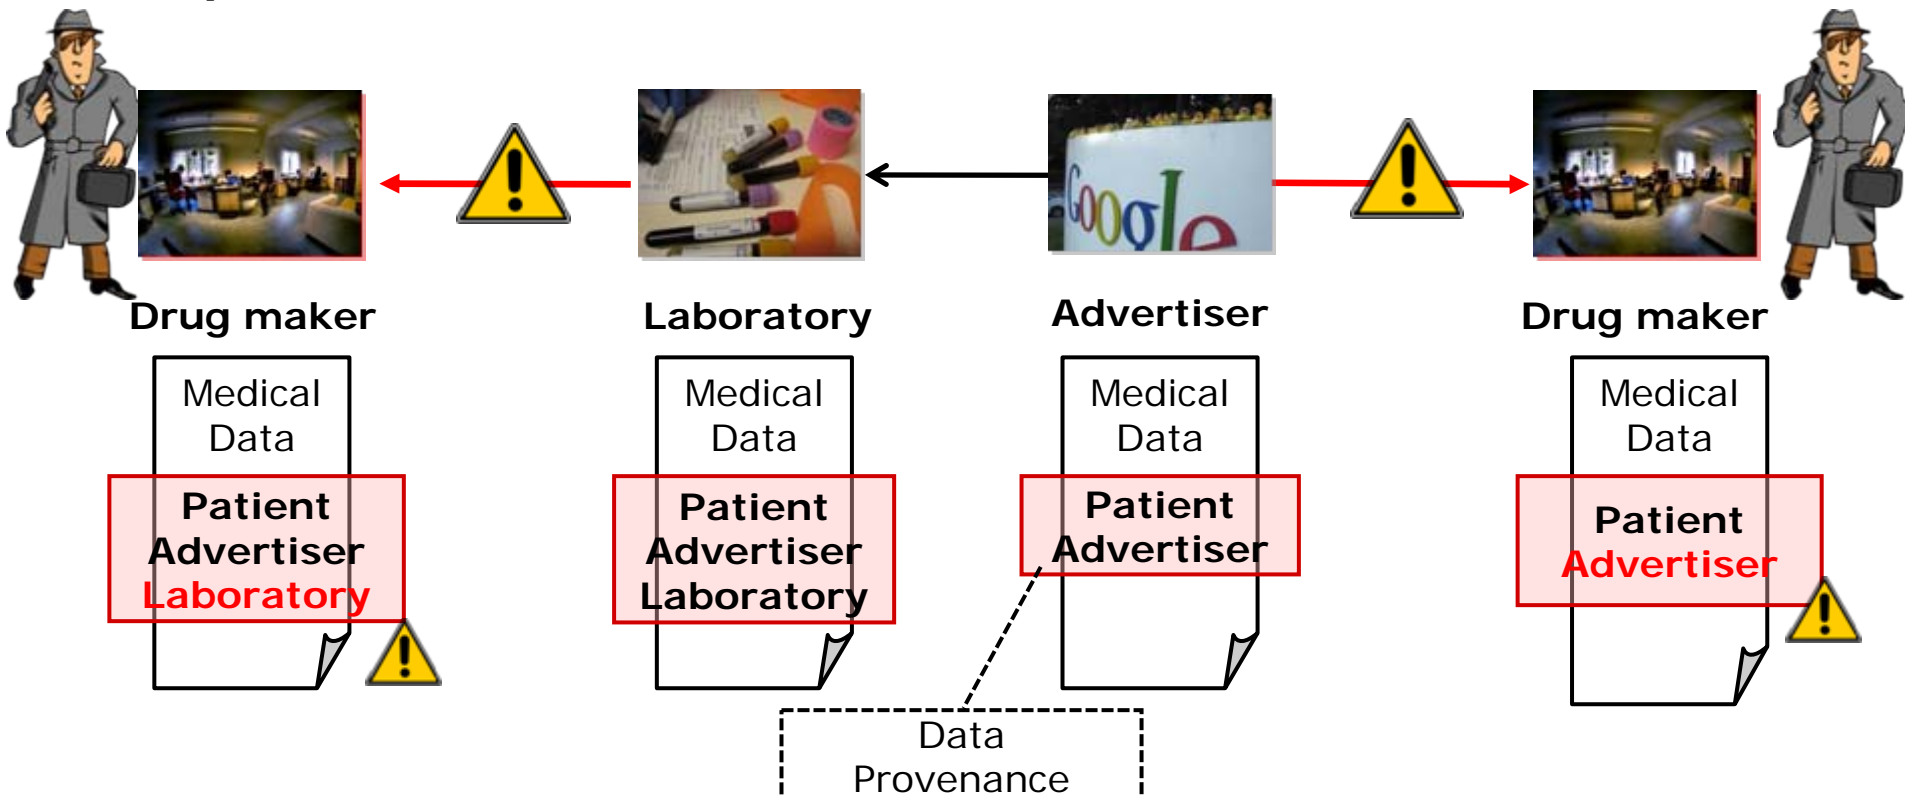 Google
Drug maker
Laboratory
Advertiser
Drug maker
Medical
Data
Patient
Advertiser
Laboratory
Medical
Data
Patient
Advertiser
Laboratory
Medical
Data
Patient
Advertiser
Medical
Data
Patient
Advertiser
Data
Provenance